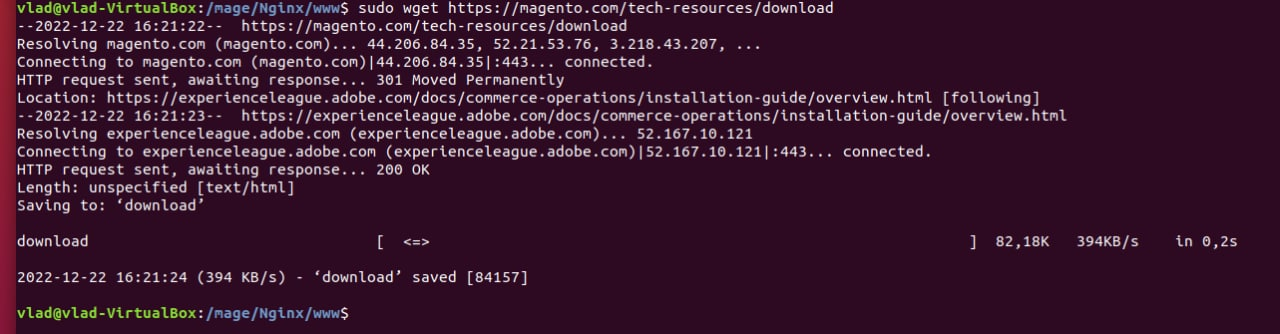 vlad@vlad-VirtualBox:/mage/Nginx/www$ sudo wget https://magento.com/tech-resources/download
--2022-12-22 16:21:22--  https://magento.com/tech-resources/download
Resolving magento.com (magento.com)... 44.206.84.35, 52.21.53.76, 3.218.43.207, ...
Connecting to magento.com (magento.com)|44.206.84.35|:443... connected.
HTTP request sent, awaiting response... 301 Moved Permanently
Location: https://experienceleague.adobe.com/docs/commerce-operations/installation-guide/overview.html [following]
--2022-12-22 16:21:23--  https://experienceleague.adobe.com/docs/commerce-operations/installation-guide/overview.html
Resolving experienceleague.adobe.com (experienceleague.adobe.com)... 52.167.10.121
Connecting to experienceleague.adobe.com (experienceleague.adobe.com)|52.167.10.121|:443... connected.
HTTP request sent, awaiting response... 200 OK
Length: unspecified [text/html]
Saving to: ‘download’
download                                [  <=>                                                            ]  82,18K   394KB/s    in 0,2s
2022-12-22 16:21:24 (394 KB/s) - ‘download’ saved [84157]
vlad@vlad-VirtualBox:/mage/Nginx/www$